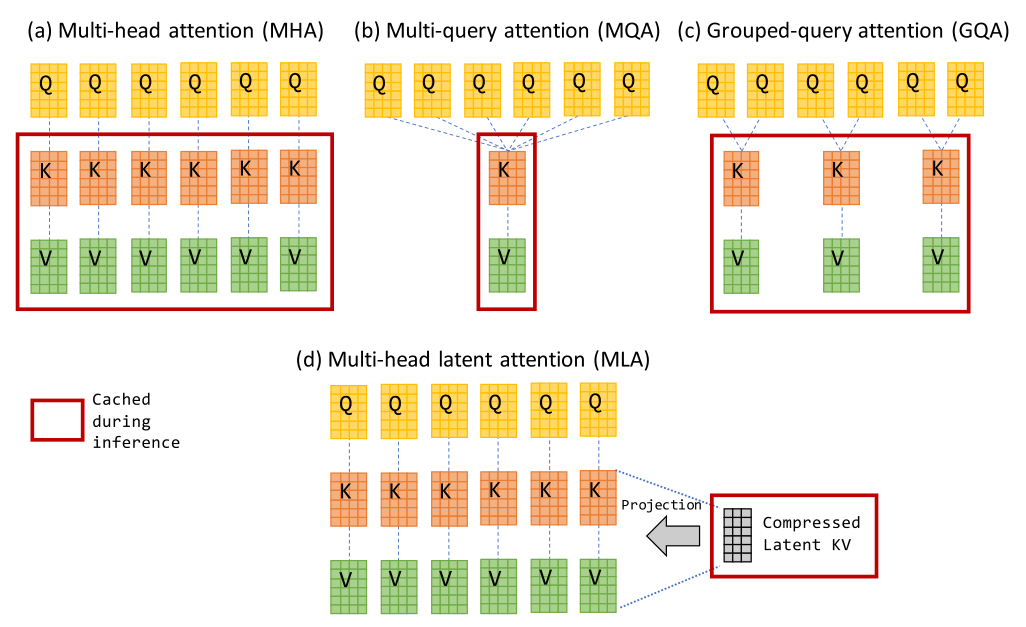 (a) Multi-head attention (MHA)
(b) Multi-query attention (MQA)
(c) Grouped-query attention (GQA)
Q Q Q Q Q Q
Q Q Q Q Q Q
Q Q Q Q Q Q
K K K K K K
K
K K K
V V V V V V
V
V V V
(d) Multi-head latent attention (MLA)
Cached
during
inference
Q Q Q Q Q Q
K K K K K K
V V V V V V
Projection
Compressed
Latent KV